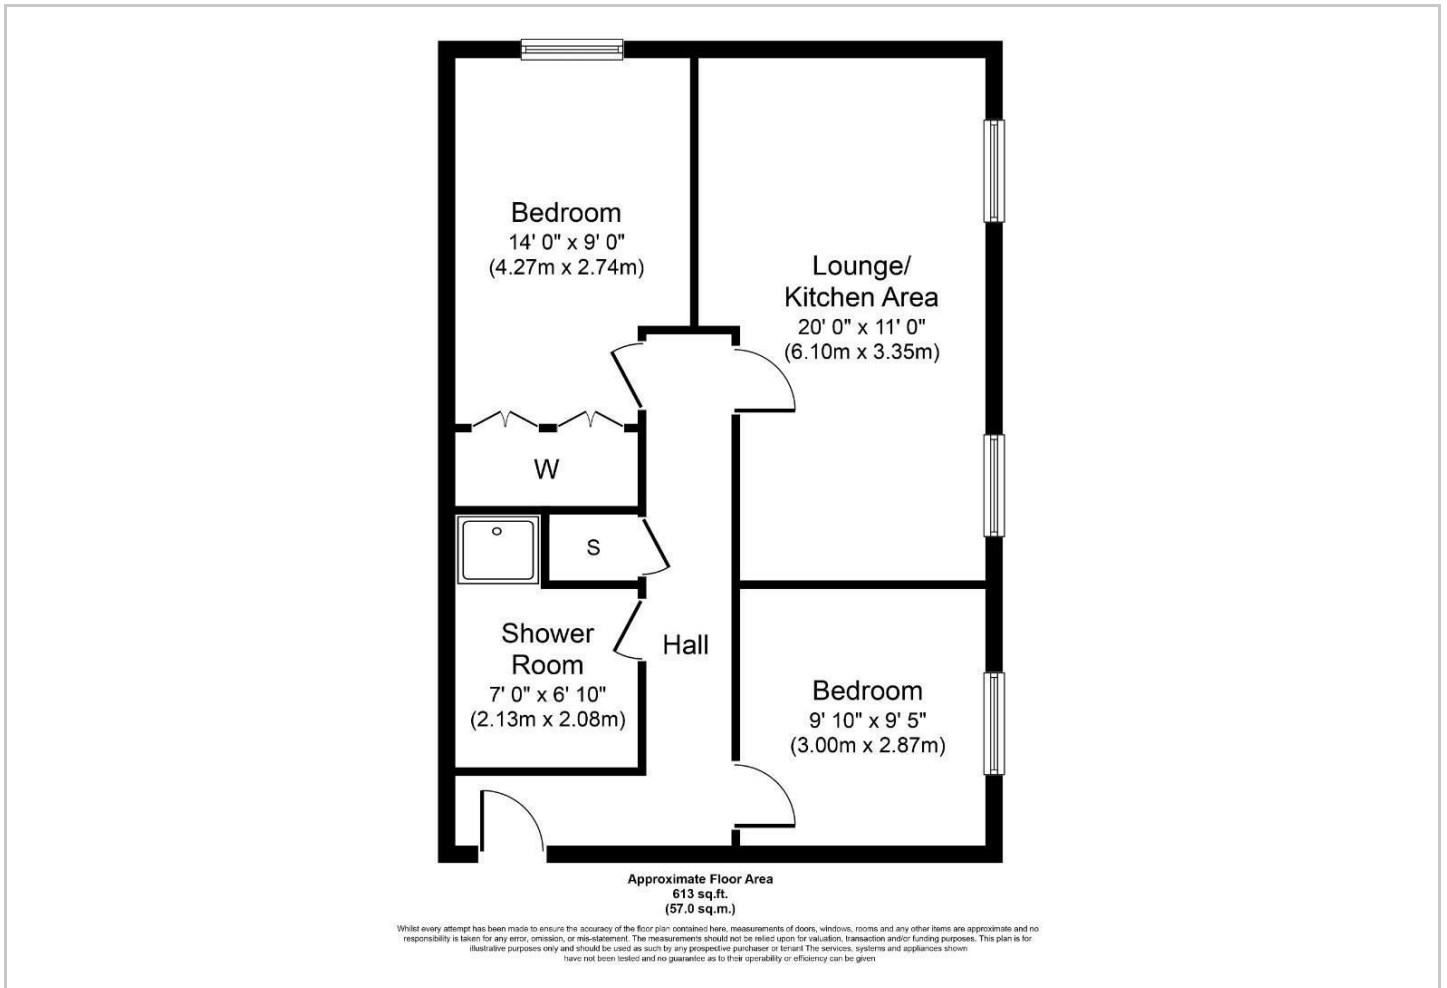 Bedroom
14' 0" x 9' 0"
(4.27m x 2.74m)
Lounge/
Kitchen Area
20' 0" x 11' 0"
(6.10m x 3.35m)
W
S
Shower
Room
7' 0" x 6' 10"
(2.13m x 2.08m)
Hall
Bedroom
9' 10" x 9' 5"
(3.00m x 2.87m)
Approximate Floor Area
613 sq.ft.
(57.0 sq.m.)
Whilst every attempt has been made to ensure the accuracy of the floor plan contained here, measurements of doors, windows, rooms and any other items are approximate and no
responsibility is taken for any error, omission, or mis-statement. The measurements should not be relied upon for valuation, transaction and/or funding purposes. This plan is for
illustrative purposes only and should be used as such by any prospective purchaser or tenant The services, systems and appliances shown
have not been tested and no guarantee as to their operability or efficiency can be given